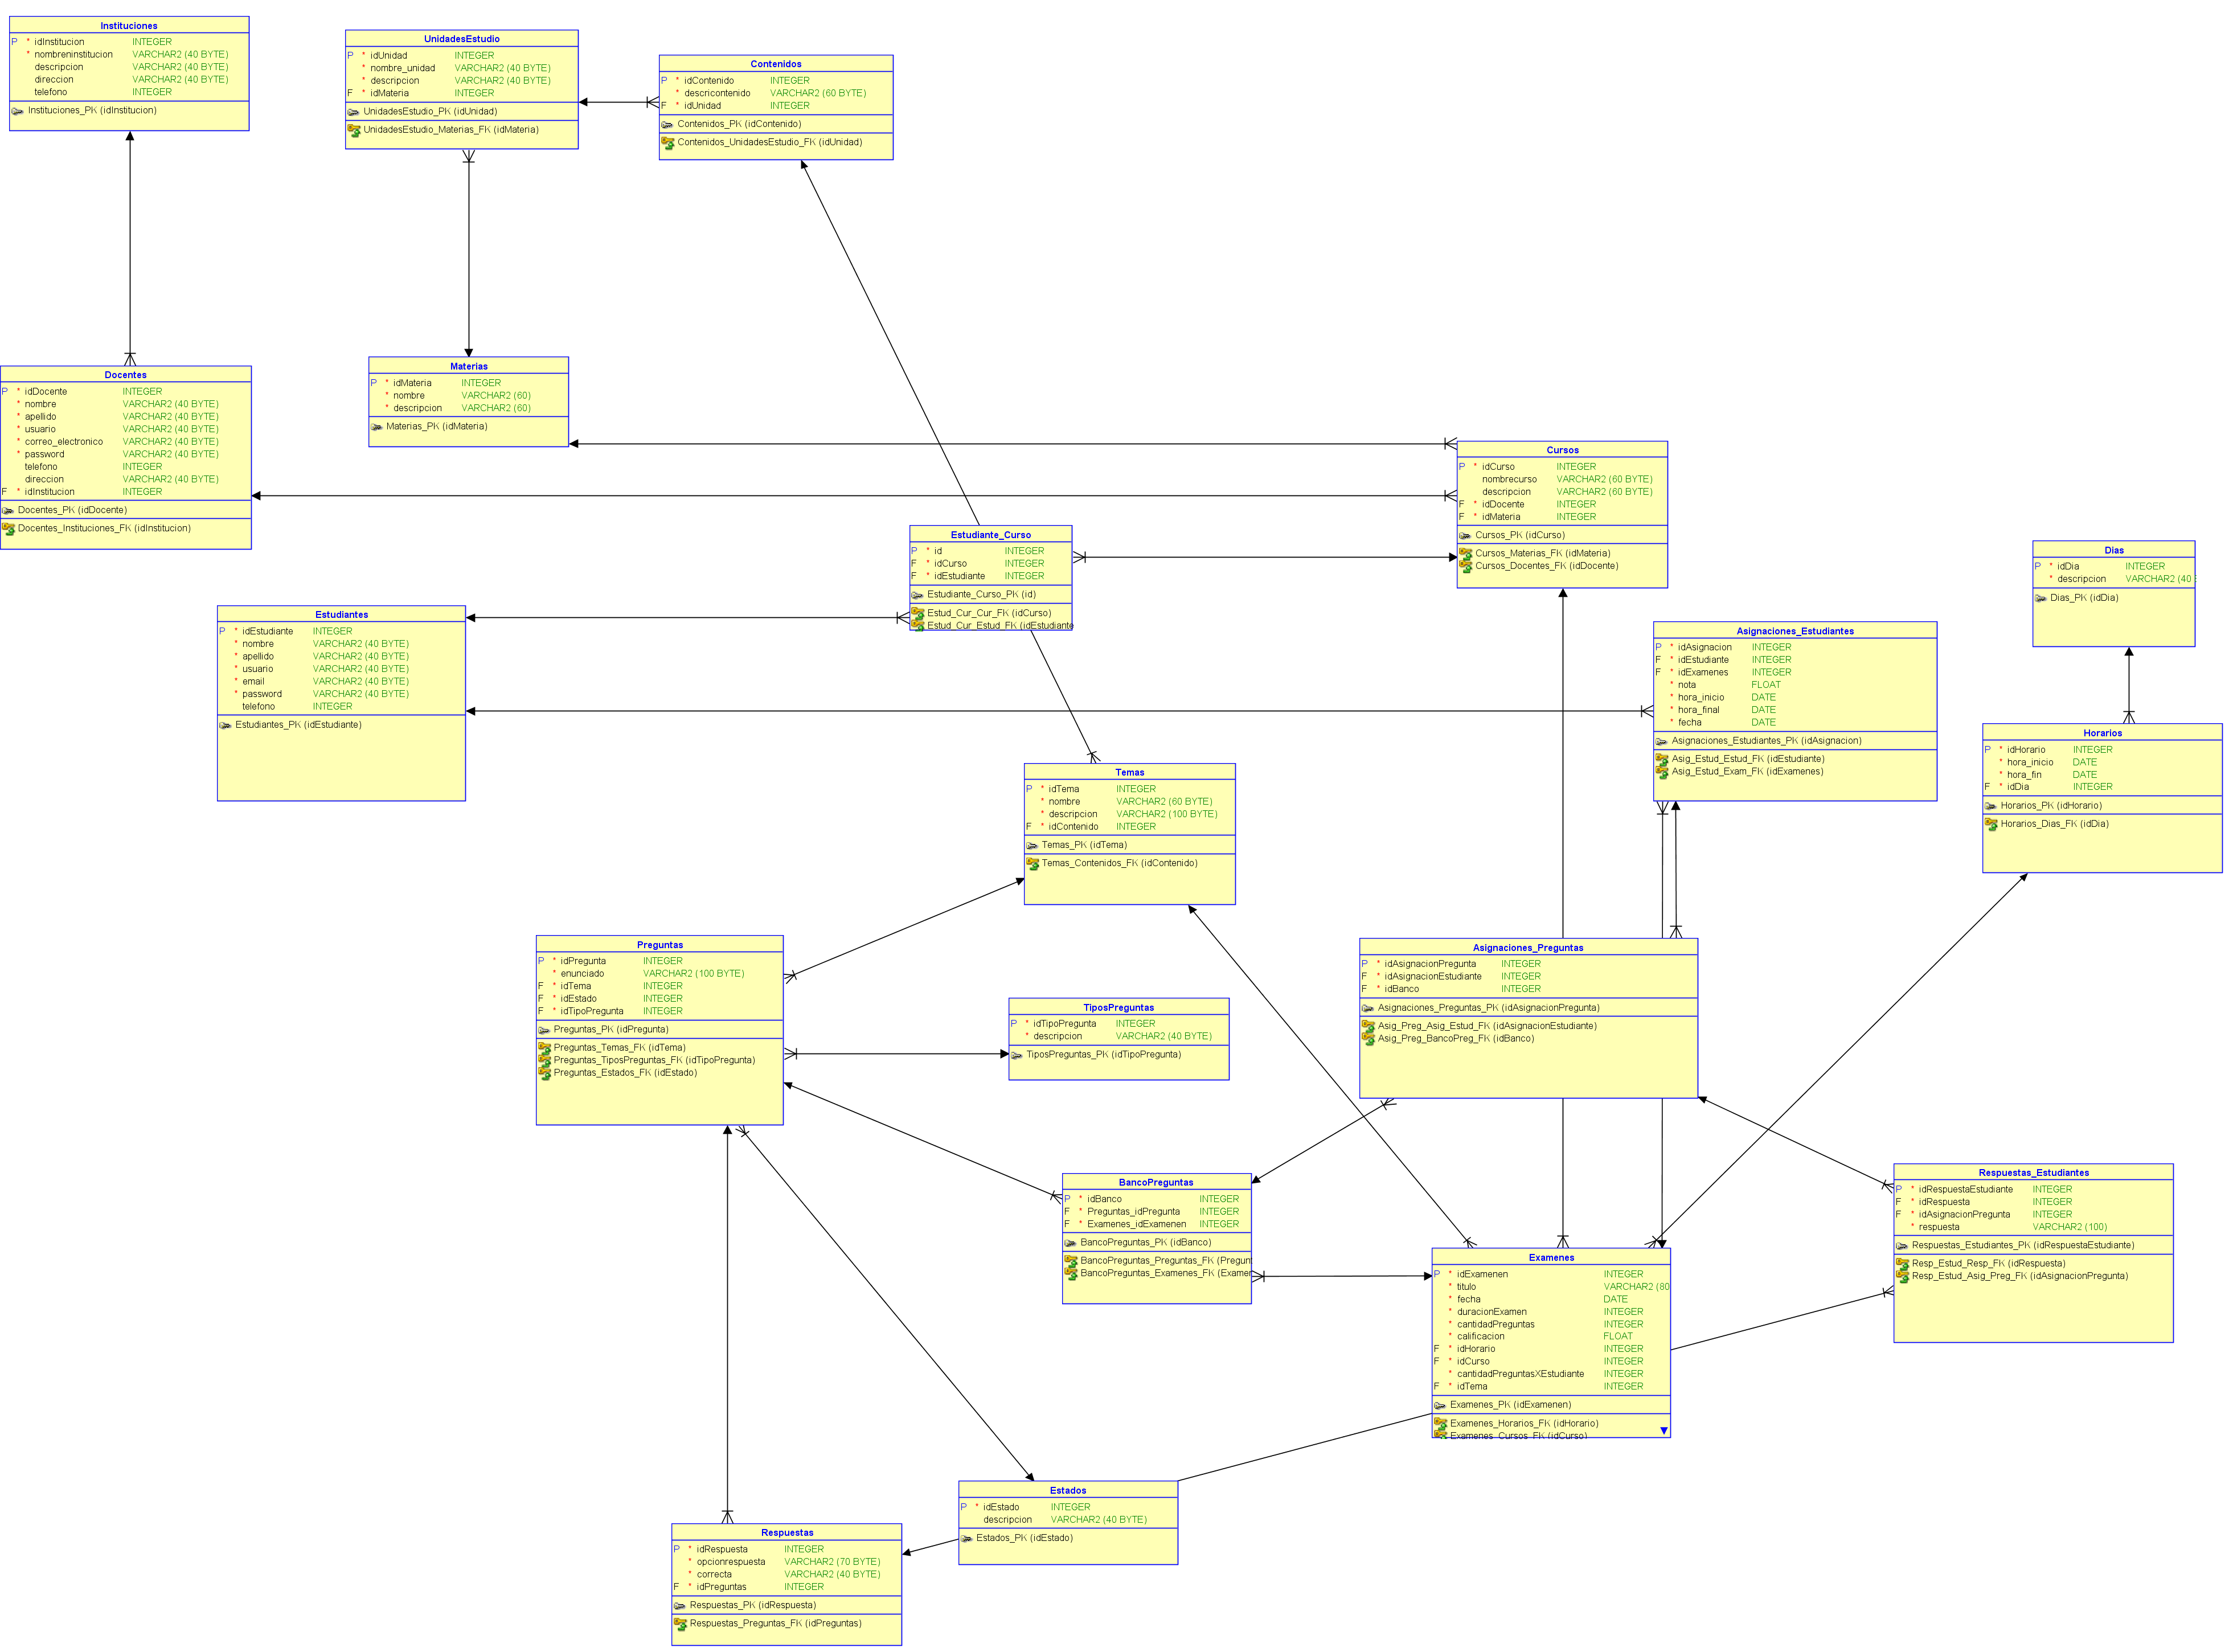 Instituciones
P * idInstitucion INTEGER
* nombreninstitucion VARCHAR2 (40 BYTE)
descripcion VARCHAR2 (40 BYTE)
direccion VARCHAR2 (40 BYTE)
telefono INTEGER
Instituciones_PK (idInstitucion)
UnidadesEstudio
P * idUnidad INTEGER
* nombre_unidad VARCHAR2 (40 BYTE)
* descripcion VARCHAR2 (40 BYTE)
F * idMateria INTEGER
UnidadesEstudio_PK (idUnidad)
UnidadesEstudio_Materias_FK (idMateria)
Contenidos
P * idContenido INTEGER
* descricontenido VARCHAR2 (60 BYTE)
F * idUnidad INTEGER
Contenidos_PK (idContenido)
Contenidos_UnidadesEstudio_FK (idUnidad)
Docentes
P * idDocente INTEGER
* nombre VARCHAR2 (40 BYTE)
* apellido VARCHAR2 (40 BYTE)
* usuario VARCHAR2 (40 BYTE)
* correo_electronico VARCHAR2 (40 BYTE)
* password VARCHAR2 (40 BYTE)
telefono INTEGER
direccion VARCHAR2 (40 BYTE)
F * idInstitucion INTEGER
Docentes_PK (idDocente)
Docentes_Instituciones_FK (idInstitucion)
Materias
P * idMateria INTEGER
* nombre VARCHAR2 (60)
* descripcion VARCHAR2 (60)
Materias_PK (idMateria)
Cursos
P * idCurso INTEGER
nombrecurso VARCHAR2 (60 BYTE)
descripcion VARCHAR2 (60 BYTE)
F * idDocente INTEGER
F * idMateria INTEGER
Cursos_PK (idCurso)
Cursos_Materias_FK (idMateria)
Cursos_Docentes_FK (idDocente)
Estudiante_Curso
P * id INTEGER
F * idCurso INTEGER
F * idEstudiante INTEGER
Estudiante_Curso_PK (id)
Estud_Cur_Cur_FK (idCurso)
Estud_Cur_Estud_FK (idEstudiante
Dias
P * idDia INTEGER
* descripcion VARCHAR2 (40
Dias_PK (idDia)
Estudiantes
P * idEstudiante INTEGER
* nombre VARCHAR2 (40 BYTE)
* apellido VARCHAR2 (40 BYTE)
* usuario VARCHAR2 (40 BYTE)
* email VARCHAR2 (40 BYTE)
* password VARCHAR2 (40 BYTE)
telefono INTEGER
Estudiantes_PK (idEstudiante)
Asignaciones_Estudiantes
P * idAsignacion INTEGER
F * idEstudiante INTEGER
F * idExamenes INTEGER
* nota FLOAT
* hora_inicio DATE
* hora_final DATE
* fecha DATE
Asignaciones_Estudiantes_PK (idAsignacion)
Asig_Estud_Estud_FK (idEstudiante)
Asig_Estud_Exam_FK (idExamenes)
Horarios
P * idHorario INTEGER
* hora_inicio DATE
* hora_fin DATE
F * idDia INTEGER
Horarios_PK (idHorario)
Horarios_Dias_FK (idDia)
Temas
P * idTema INTEGER
* nombre VARCHAR2 (60 BYTE)
* descripcion VARCHAR2 (100 BYTE)
F * idContenido INTEGER
Temas_PK (idTema)
Temas_Contenidos_FK (idContenido)
Preguntas
P * idPregunta INTEGER
* enunciado VARCHAR2 (100 BYTE)
F * idTema INTEGER
F * idEstado INTEGER
F * idTipoPregunta INTEGER
Preguntas_PK (idPregunta)
Preguntas_Temas_FK (idTema)
Preguntas_TiposPreguntas_FK (idTipoPregunta)
Preguntas_Estados_FK (idEstado)
TiposPreguntas
P * idTipoPregunta INTEGER
* descripcion VARCHAR2 (40 BYTE)
TiposPreguntas_PK (idTipoPregunta)
Asignaciones_Preguntas
P * idAsignacionPregunta INTEGER
F * idAsignacionEstudiante INTEGER
F * idBanco INTEGER
Asignaciones_Preguntas_PK (idAsignacionPregunta)
Asig_Preg_Asig_Estud_FK (idAsignacionEstudiante)
Asig_Preg_BancoPreg_FK (idBanco)
BancoPreguntas
P * idBanco INTEGER
F * Preguntas_idPregunta INTEGER
F * Examenes_idExamenen INTEGER
BancoPreguntas_PK (idBanco)
BancoPreguntas_Preguntas_FK (Pregun
BancoPreguntas_Examenes_FK (Examen
Respuestas_Estudiantes
P * idRespuestaEstudiante INTEGER
F * idRespuesta INTEGER
F * idAsignacionPregunta INTEGER
* respuesta VARCHAR2 (100)
Respuestas_Estudiantes_PK (idRespuestaEstudiante)
Resp_Estud_Resp_FK (idRespuesta)
Resp_Estud_Asig_Preg_FK (idAsignacionPregunta)
Examenes
P * idExamenen INTEGER
* titulo VARCHAR2 (80
* fecha DATE
* duracionExamen INTEGER
* cantidadPreguntas INTEGER
* calificacion FLOAT
F * idHorario INTEGER
F * idCurso INTEGER
* cantidadPreguntasXEstudiante INTEGER
F * idTema INTEGER
Examenes_PK (idExamenen)
Examenes_Horarios_FK (idHorario)
Examenes_Cursos_FK (idCurso)
Estados
P * idEstado INTEGER
descripcion VARCHAR2 (40 BYTE)
Estados_PK (idEstado)
Respuestas
P * idRespuesta INTEGER
* opcionrespuesta VARCHAR2 (70 BYTE)
* correcta VARCHAR2 (40 BYTE)
F * idPreguntas INTEGER
Respuestas_PK (idRespuesta)
Respuestas_Preguntas_FK (idPreguntas)